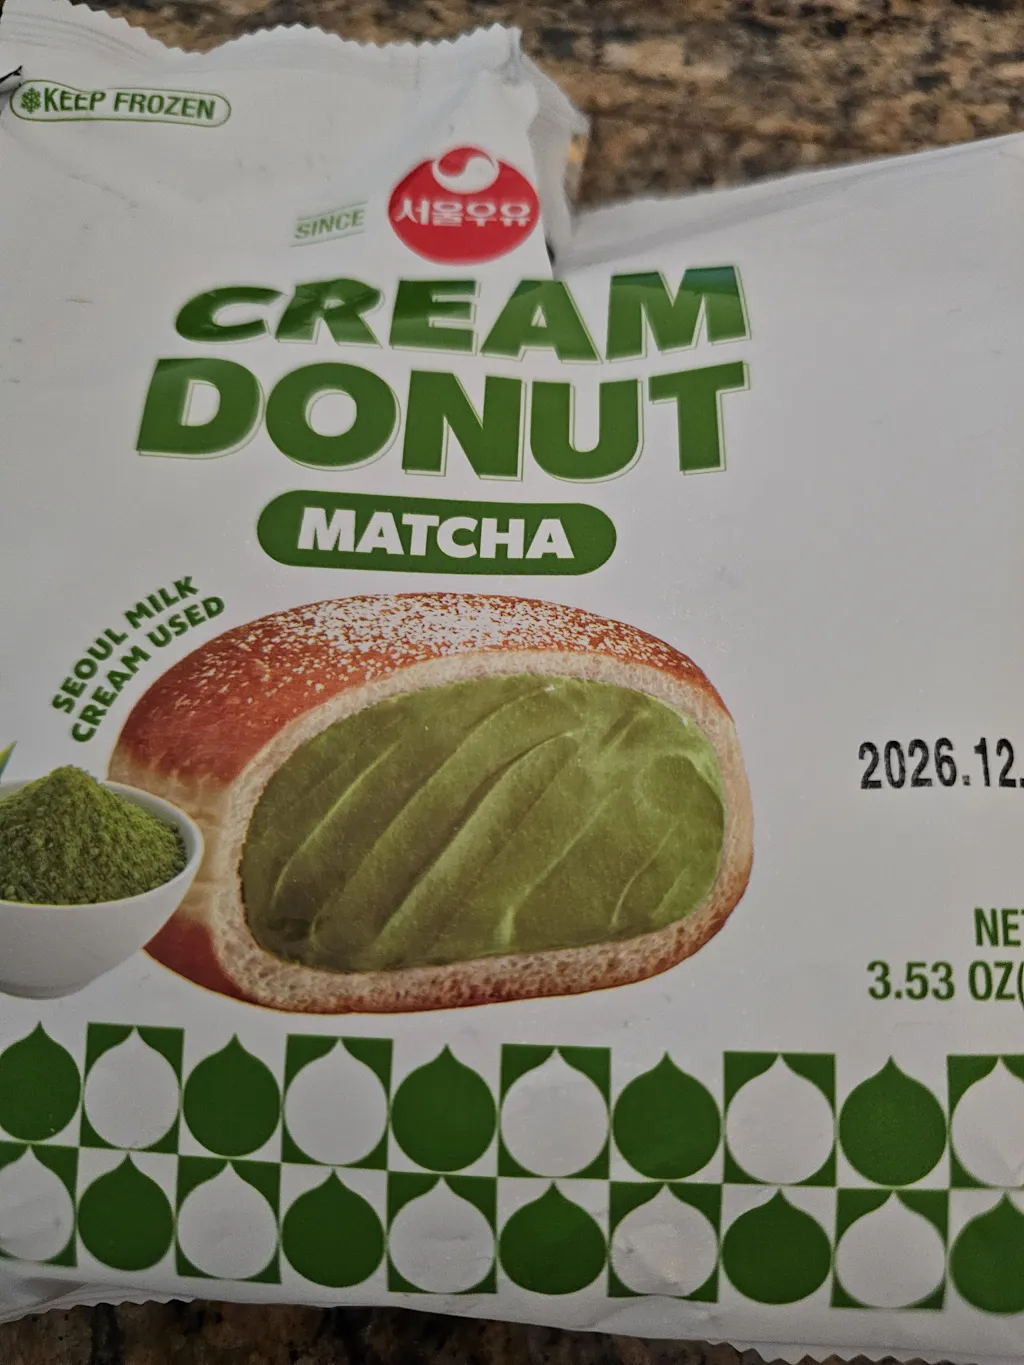 KEEP FROZEN
SINCE
서울우유
CREAM
DONUT
MATCHA
SEOUL MILK
CREAM USED
2026.12.
NE
3.53 OZ(